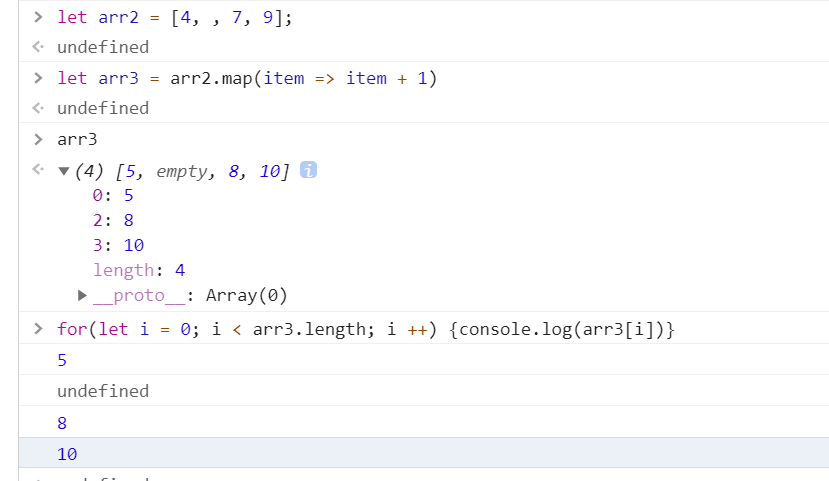 let arr2 = [4, , 7, 9];
undefined
let arr3 = arr2.map(item => item + 1)
undefined
arr3
(4) [5, empty, 8, 10] i
0: 5
2: 8
3: 10
length: 4
__proto__: Array(0)
for(let i = 0; i < arr3.length; i ++) {console.log(arr3[i])}
5
undefined
8
10